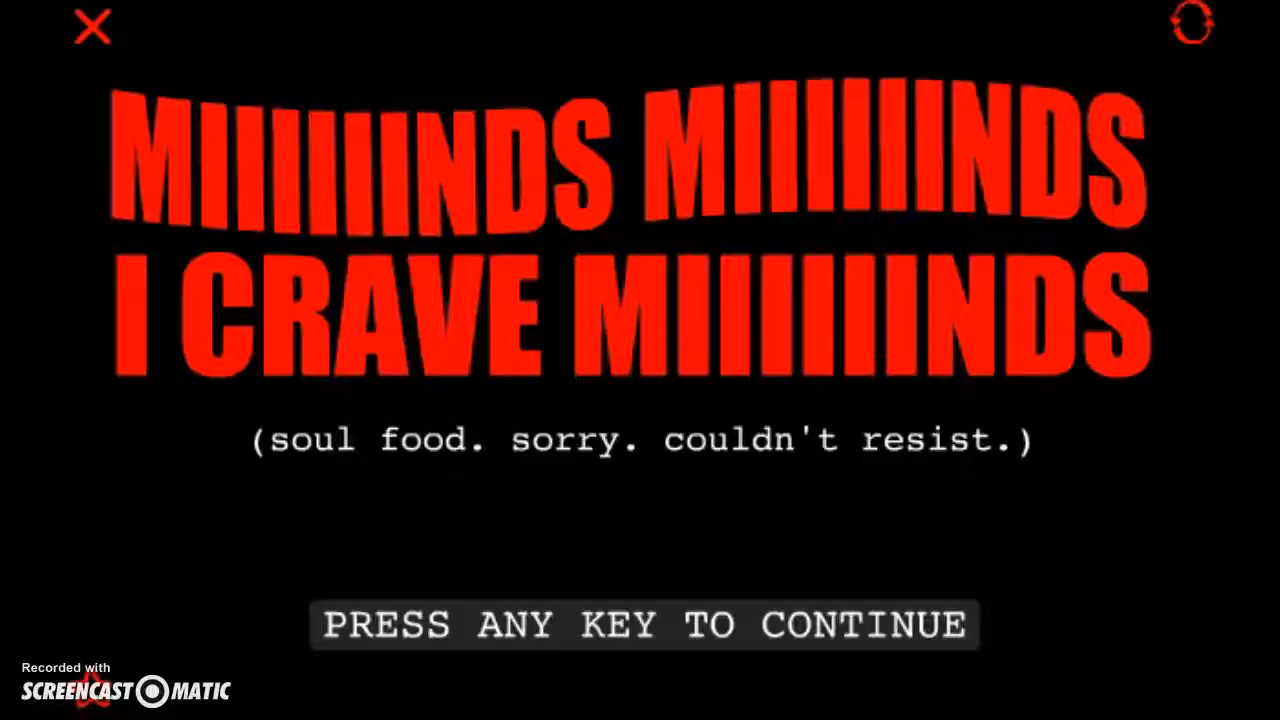 MIIIIIINDS MIIIIIINDS
I CRAVE MIIIIIINDS
(soul food. sorry. couldn't resist.)
PRESS ANY KEY TO CONTINUE
Recorded with
SCREENCAST MATIC